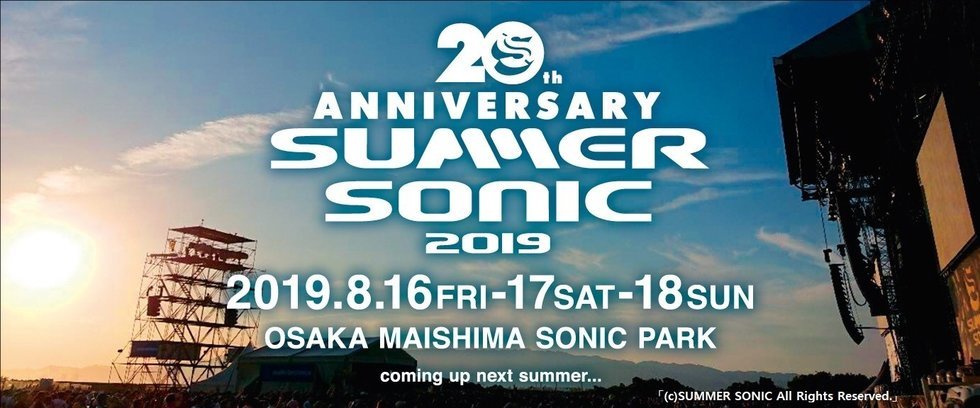 20th
ANNIVERSARY
SUMMER
SONIC
2019
2019.8.16FRI-17SAT-18SUN
OSAKA MAISHIMA SONIC PARK
coming up next summer...
「(c)SUMMER SONIC All Rights Reserved.」